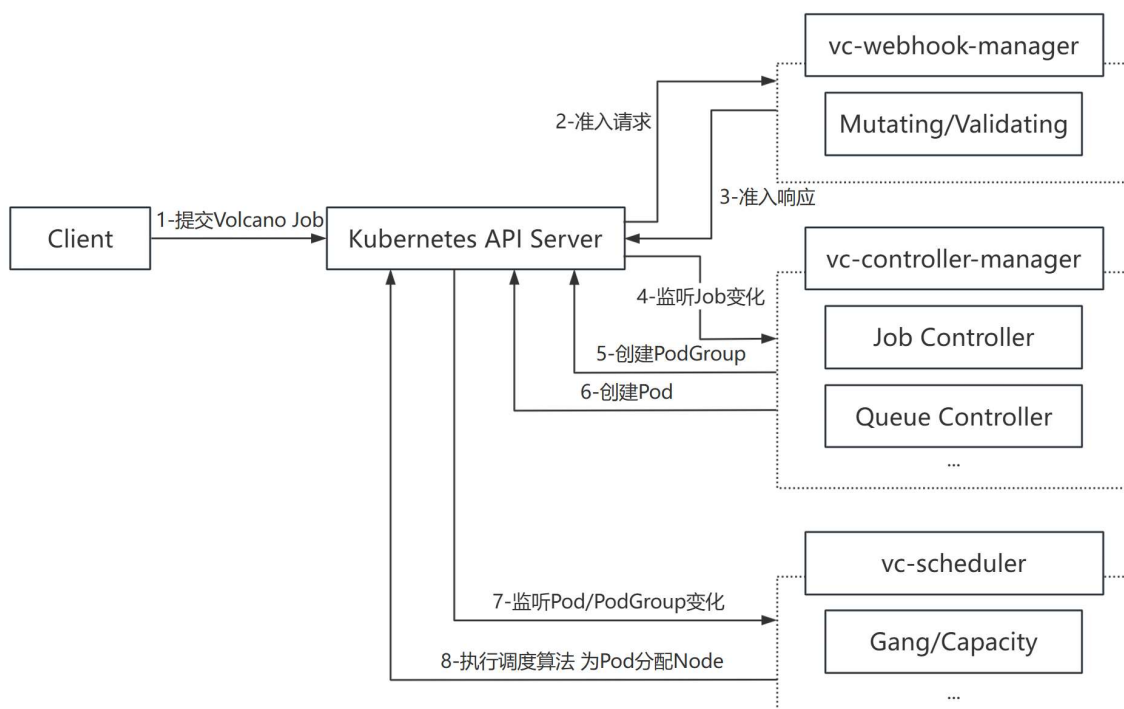 vc-webhook-manager
Mutating/Validating
2-准入请求
3-准入响应
1-提交Volcano Job
Client
Kubernetes API Server
vc-controller-manager
4-监听Job变化
Job Controller
5-创建PodGroup
6-创建Pod
Queue Controller
...
vc-scheduler
7-监听Pod/PodGroup变化
Gang/Capacity
8-执行调度算法 为Pod分配Node
...